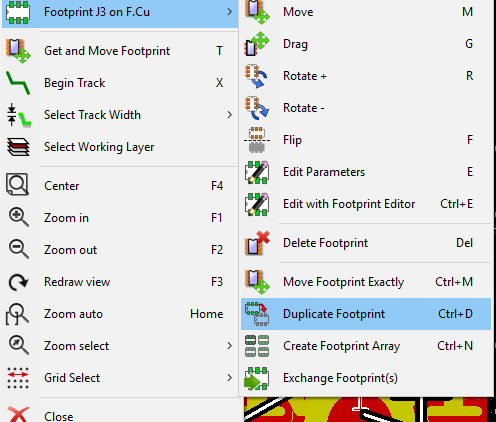 Footprint J3 on F.Cu
Get and Move Footprint T
Begin Track X
Select Track Width
Select Working Layer
Center F4
Zoom in F1
Zoom out F2
Redraw view F3
Zoom auto Home
Zoom select
Grid Select
Close
Move M
Drag G
Rotate + R
Rotate -
Flip F
Edit Parameters E
Edit with Footprint Editor Ctrl+E
Delete Footprint Del
Move Footprint Exactly Ctrl+M
Duplicate Footprint Ctrl+D
Create Footprint Array Ctrl+N
Exchange Footprint(s)